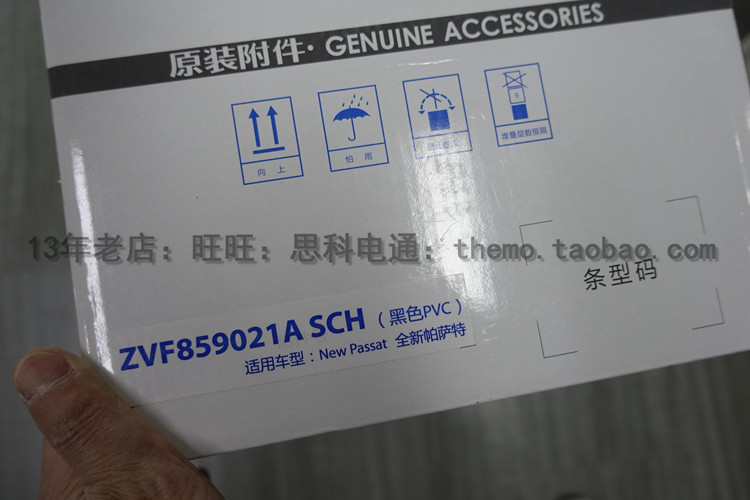 原装附件·GENUINE ACCESSORIES
向上
怕雨
堆叠层数极限
6
13年老店：旺旺：思科电通：themo.taobao.com
条型码
ZVF859021A SCH（黑色PVC）
适用车型：New Passat 全新帕萨特